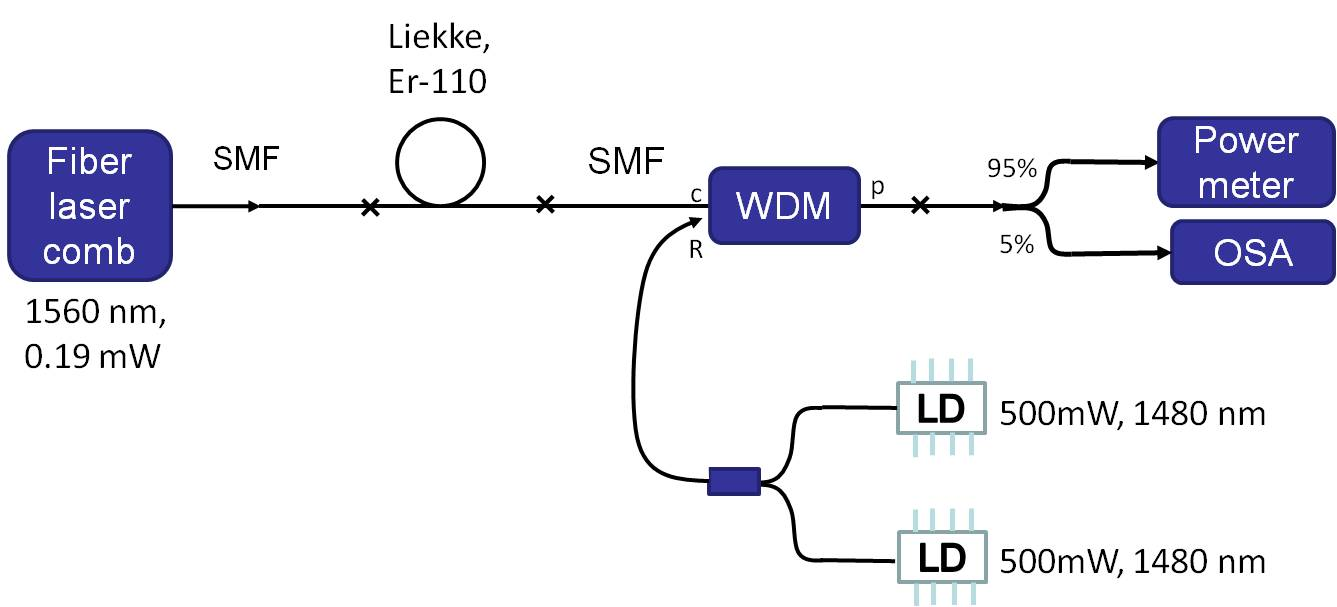 Liekke,
Er-110
Fiber
laser
comb
SMF
SMF
c
R
WDM
p
95%
5%
Power
meter
OSA
1560 nm,
0.19 mW
LD
500mW, 1480 nm
LD
500mW, 1480 nm